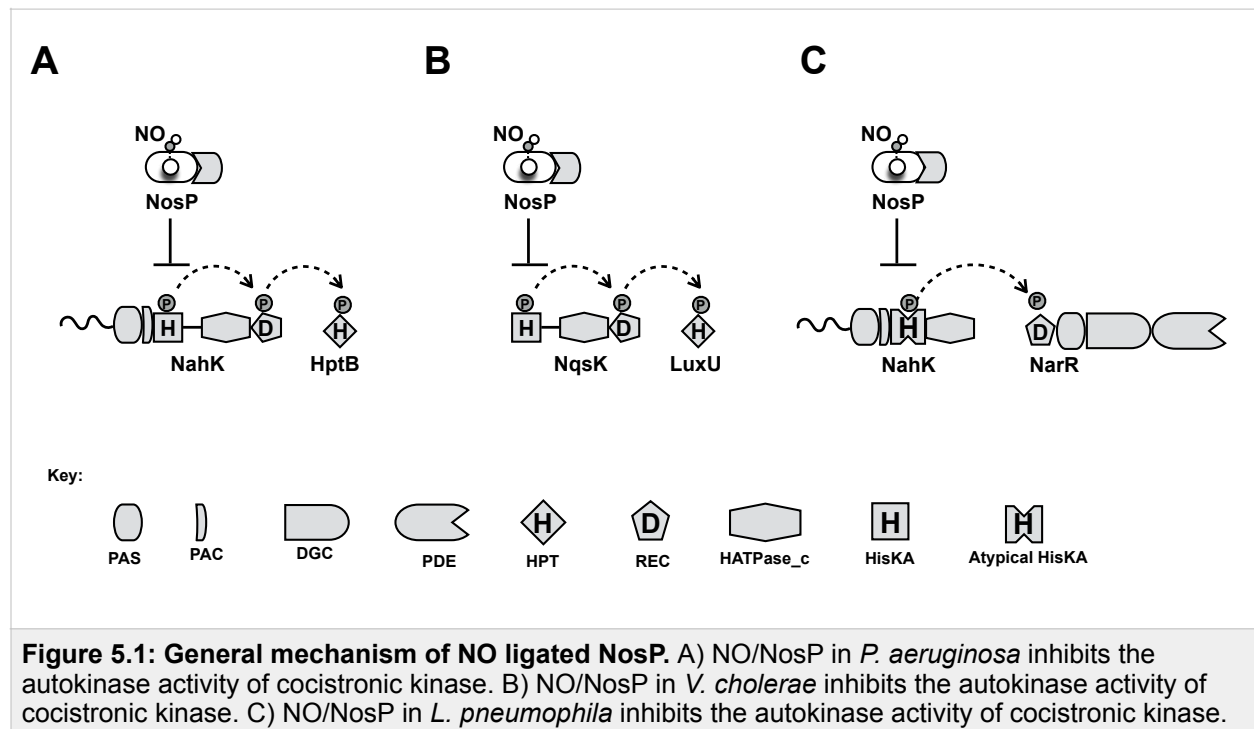 A
B
C
NO
NosP
P
P
P
H
D
H
NahK
HptB
NO
NosP
P
P
P
H
D
H
NqsK
LuxU
NO
NosP
P
P
H
D
NahK
NarR
Key:
H
D
H
H
PAS
PAC
DGC
PDE
HPT
REC
HATPase_c
HisKA
Atypical HisKA
Figure 5.1: General mechanism of NO ligated NosP. A) NO/NosP in P. aeruginosa inhibits the
autokinase activity of cocistronic kinase. B) NO/NosP in V. cholerae inhibits the autokinase activity of
cocistronic kinase. C) NO/NosP in L. pneumophila inhibits the autokinase activity of cocistronic kinase.